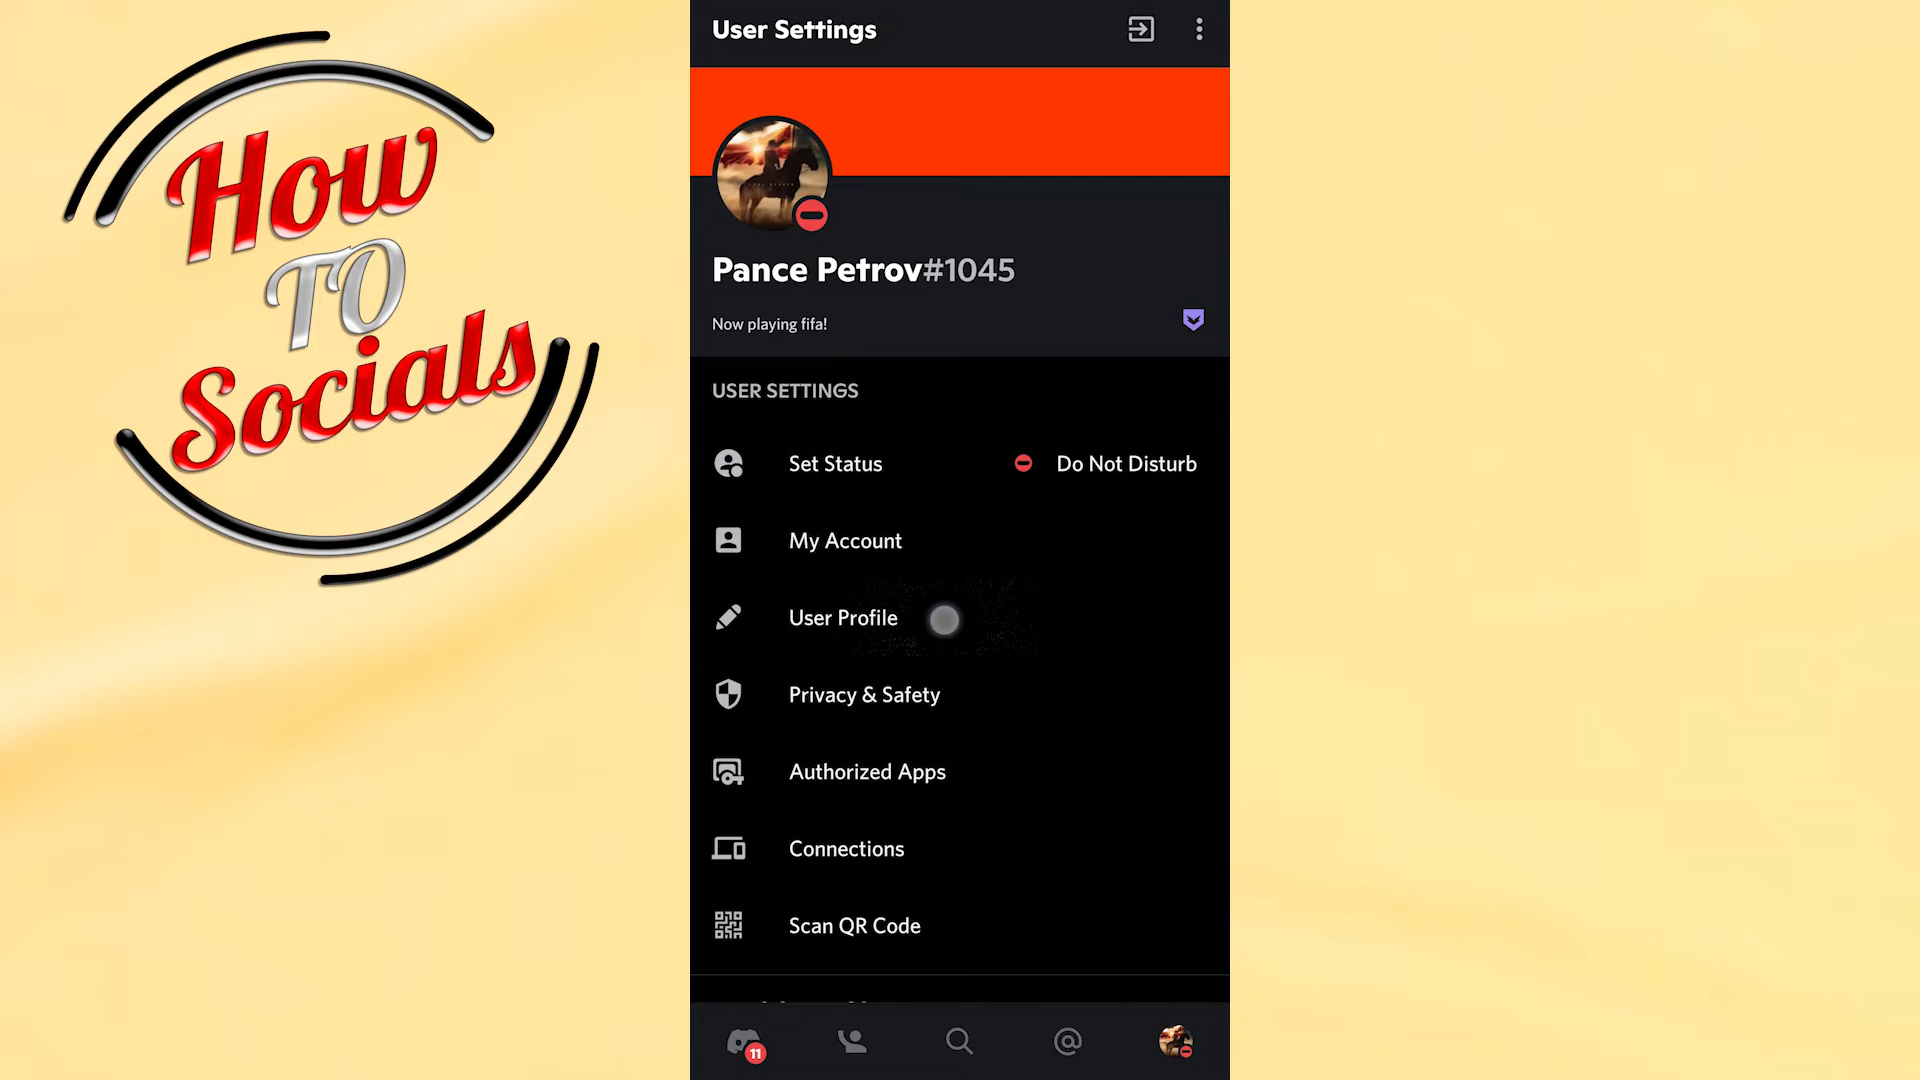 How
TO
Socials
User Settings
Pance Petrov#1045
Now playing fifa!
USER SETTINGS
Set Status
Do Not Disturb
My Account
User Profile
Privacy & Safety
Authorized Apps
Connections
Scan QR Code
11